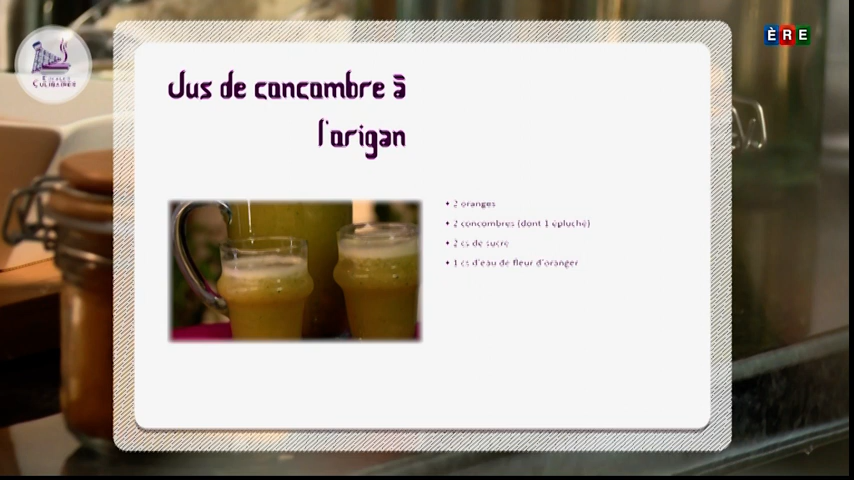 ÈRE
CULINAIRES
Jus de concombre à
l'origan
2 oranges
2 concombres (dont 1 épluché)
2 cs de sucre
1 cs d'eau de fleur d'oranger